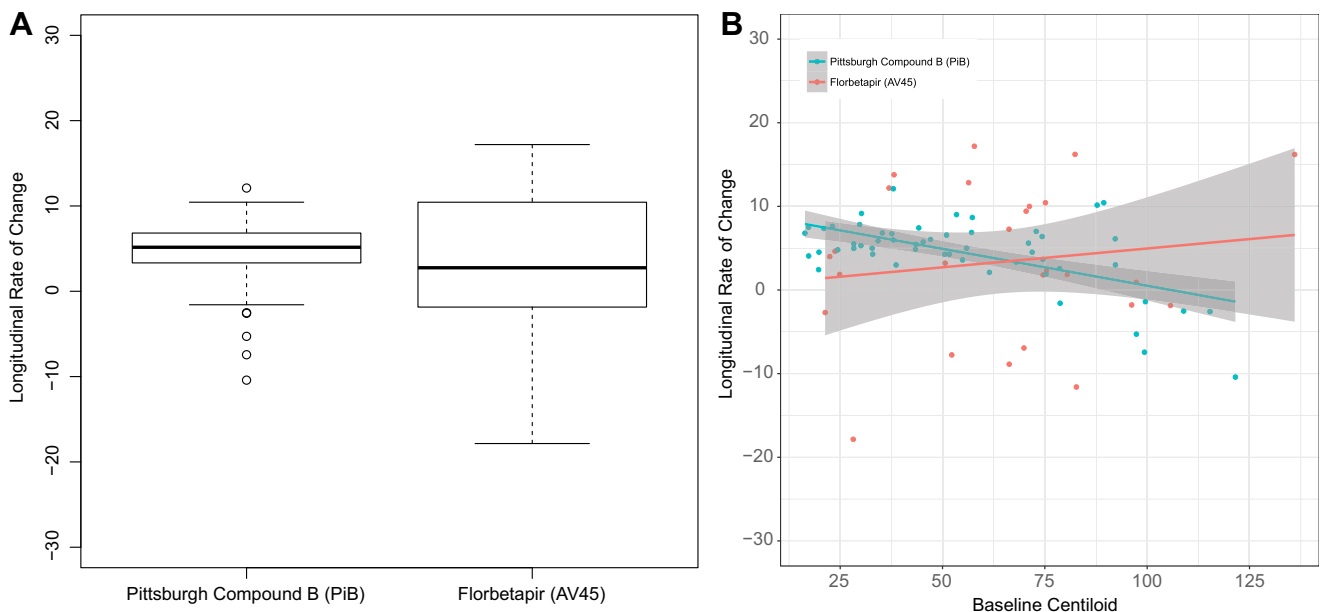 A
Longitudinal Rate of Change
30
20
10
0
−10
−20
−30
Pittsburgh Compound B (PiB)
Florbetapir (AV45)
B
Longitudinal Rate of Change
30
20
10
0
−10
−20
−30
Pittsburgh Compound B (PiB)
Florbetapir (AV45)
25 50 75 100 125
Baseline Centiloid